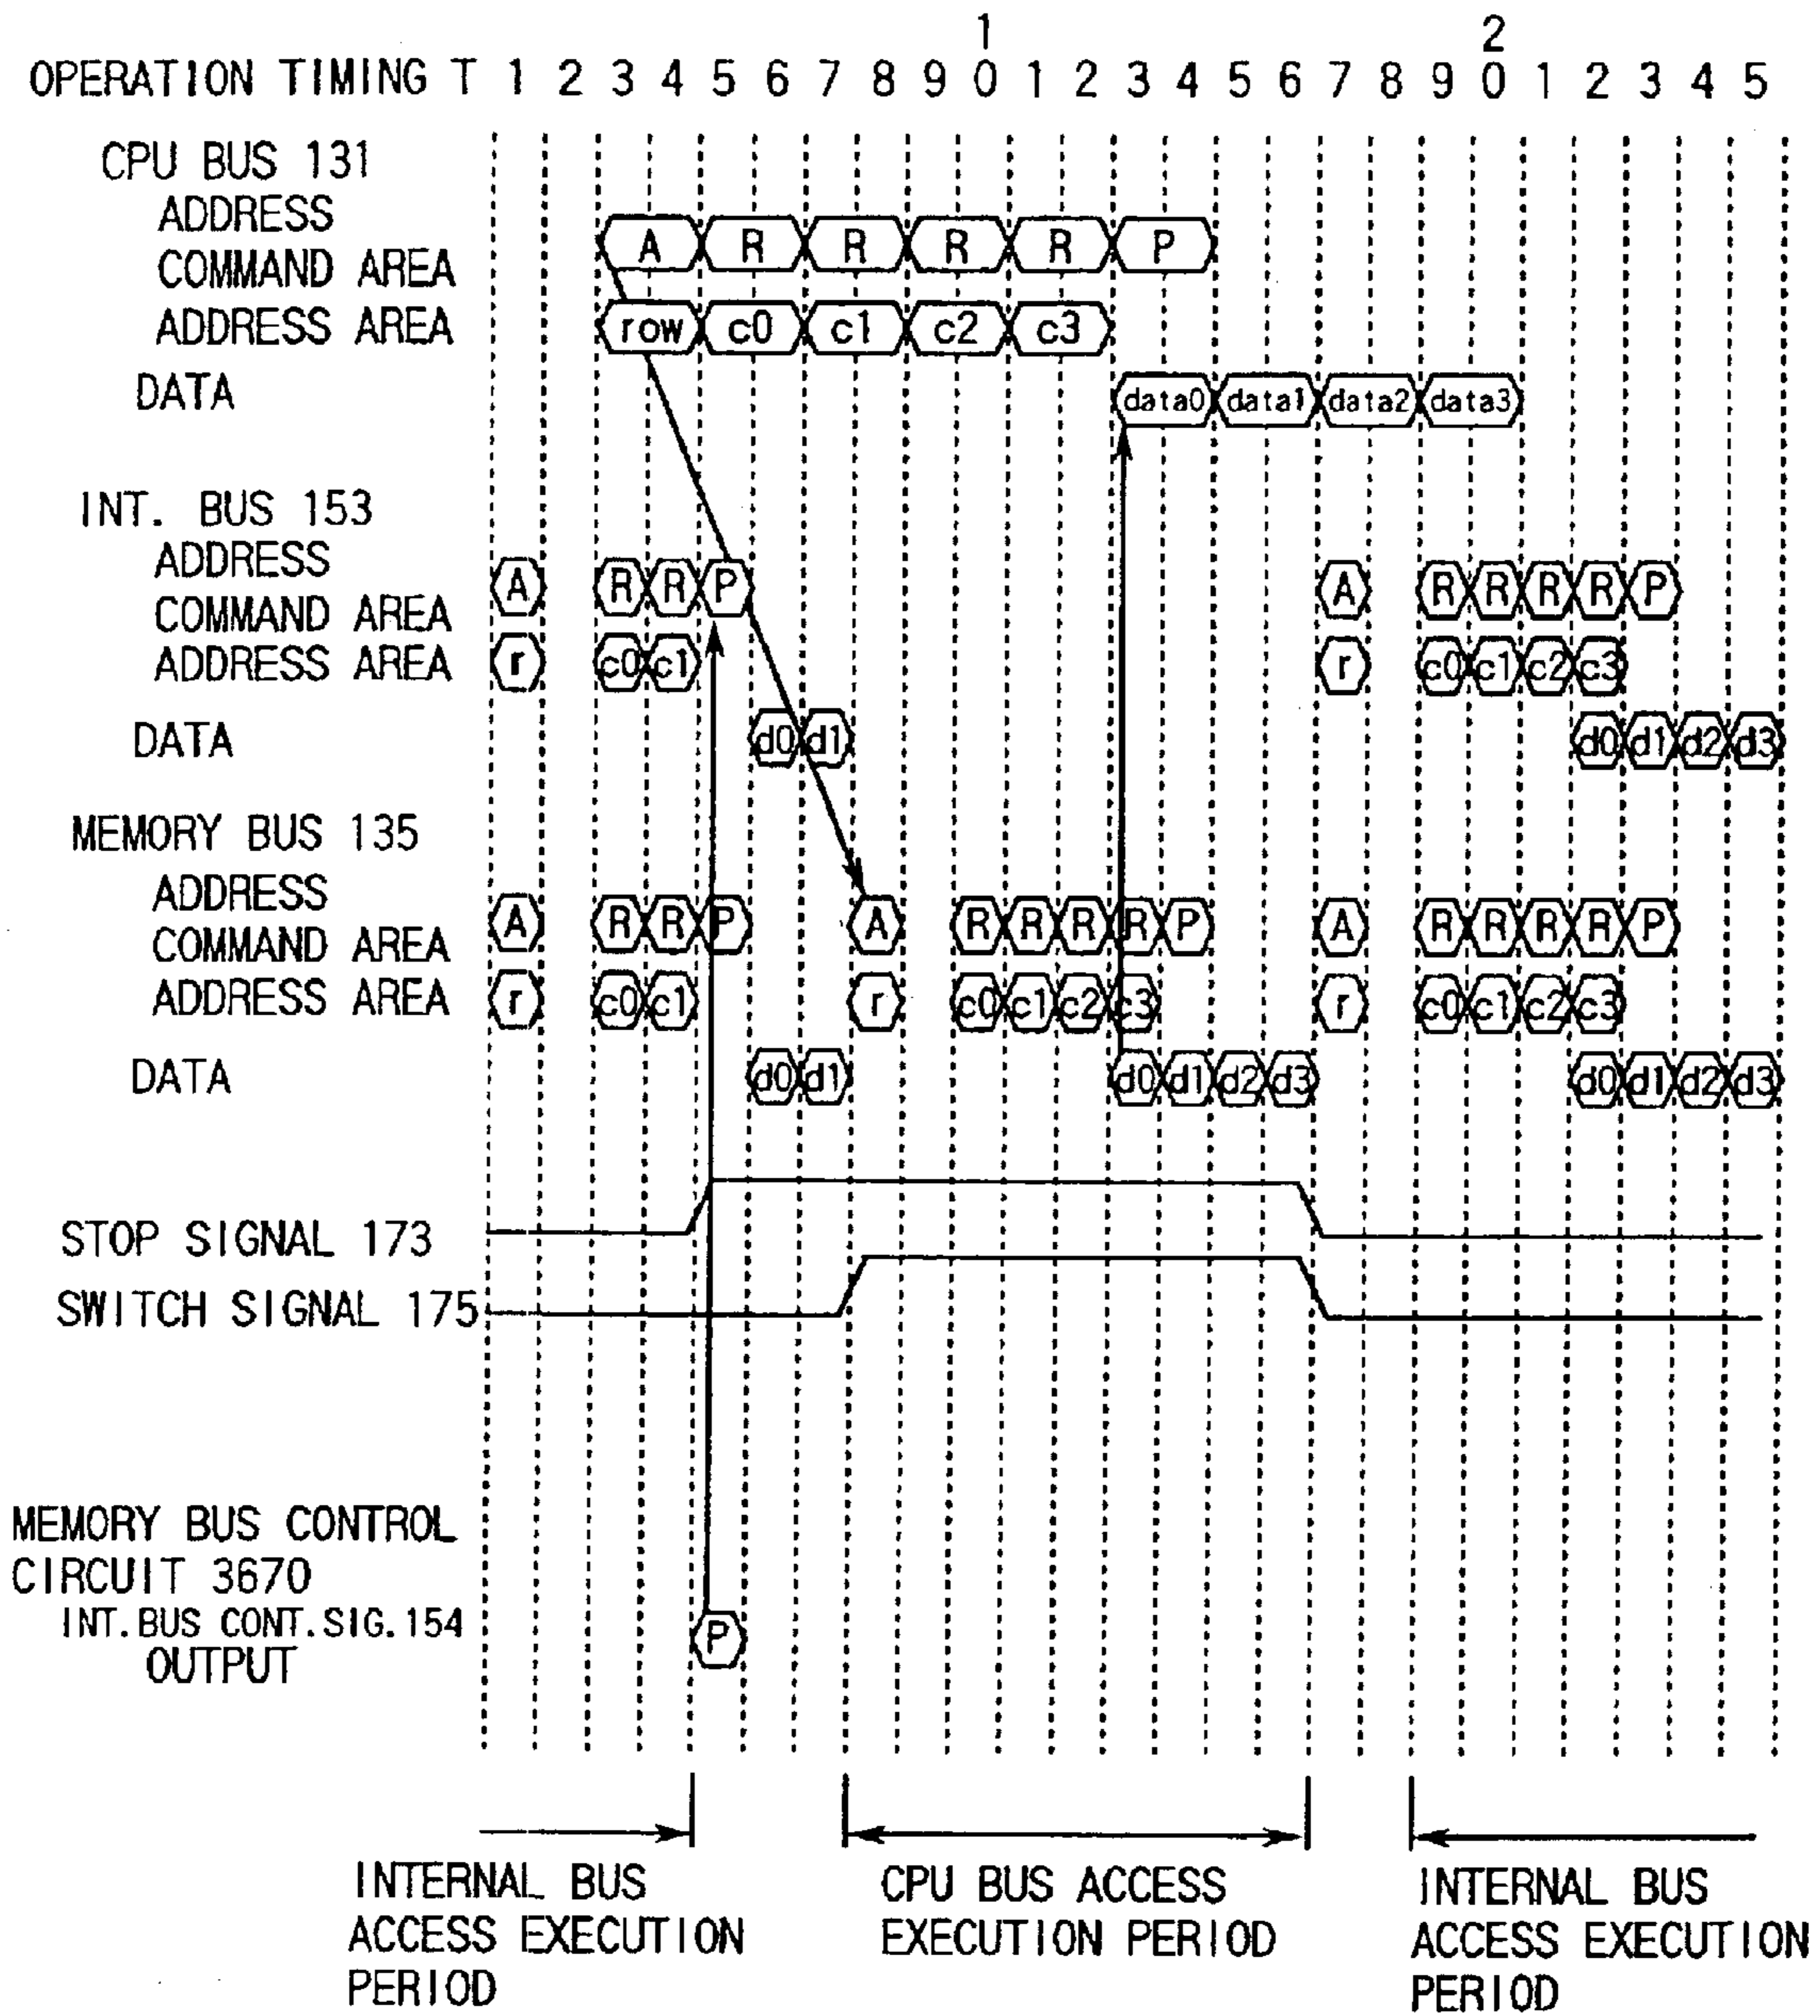 1 2
OPERATION TIMING T 1 2 3 4 5 6 7 8 9 0 1 2 3 4 5 6 7 8 9 0 1 2 3 4 5
CPU BUS 131
ADDRESS
COMMAND AREA A R R R R P
ADDRESS AREA row c0 c1 c2 c3
DATA data0 data1 data2 data3
INT. BUS 153
ADDRESS
COMMAND AREA A R R P A R R R R P
ADDRESS AREA r c0 c1 r c0 c1 c2 c3
DATA d0 d1 d0 d1 d2 d3
MEMORY BUS 135
ADDRESS
COMMAND AREA A R R P A R R R R P A R R R R P
ADDRESS AREA r c0 c1 r c0 c1 c2 c3 r c0 c1 c2 c3
DATA d0 d1 d0 d1 d2 d3 d0 d1 d2 d3
STOP SIGNAL 173
SWITCH SIGNAL 175
MEMORY BUS CONTROL
CIRCUIT 3670
INT.BUS CONT.SIG.154 P
OUTPUT
INTERNAL BUS
ACCESS EXECUTION
PERIOD
CPU BUS ACCESS
EXECUTION PERIOD
INTERNAL BUS
ACCESS EXECUTION
PERIOD